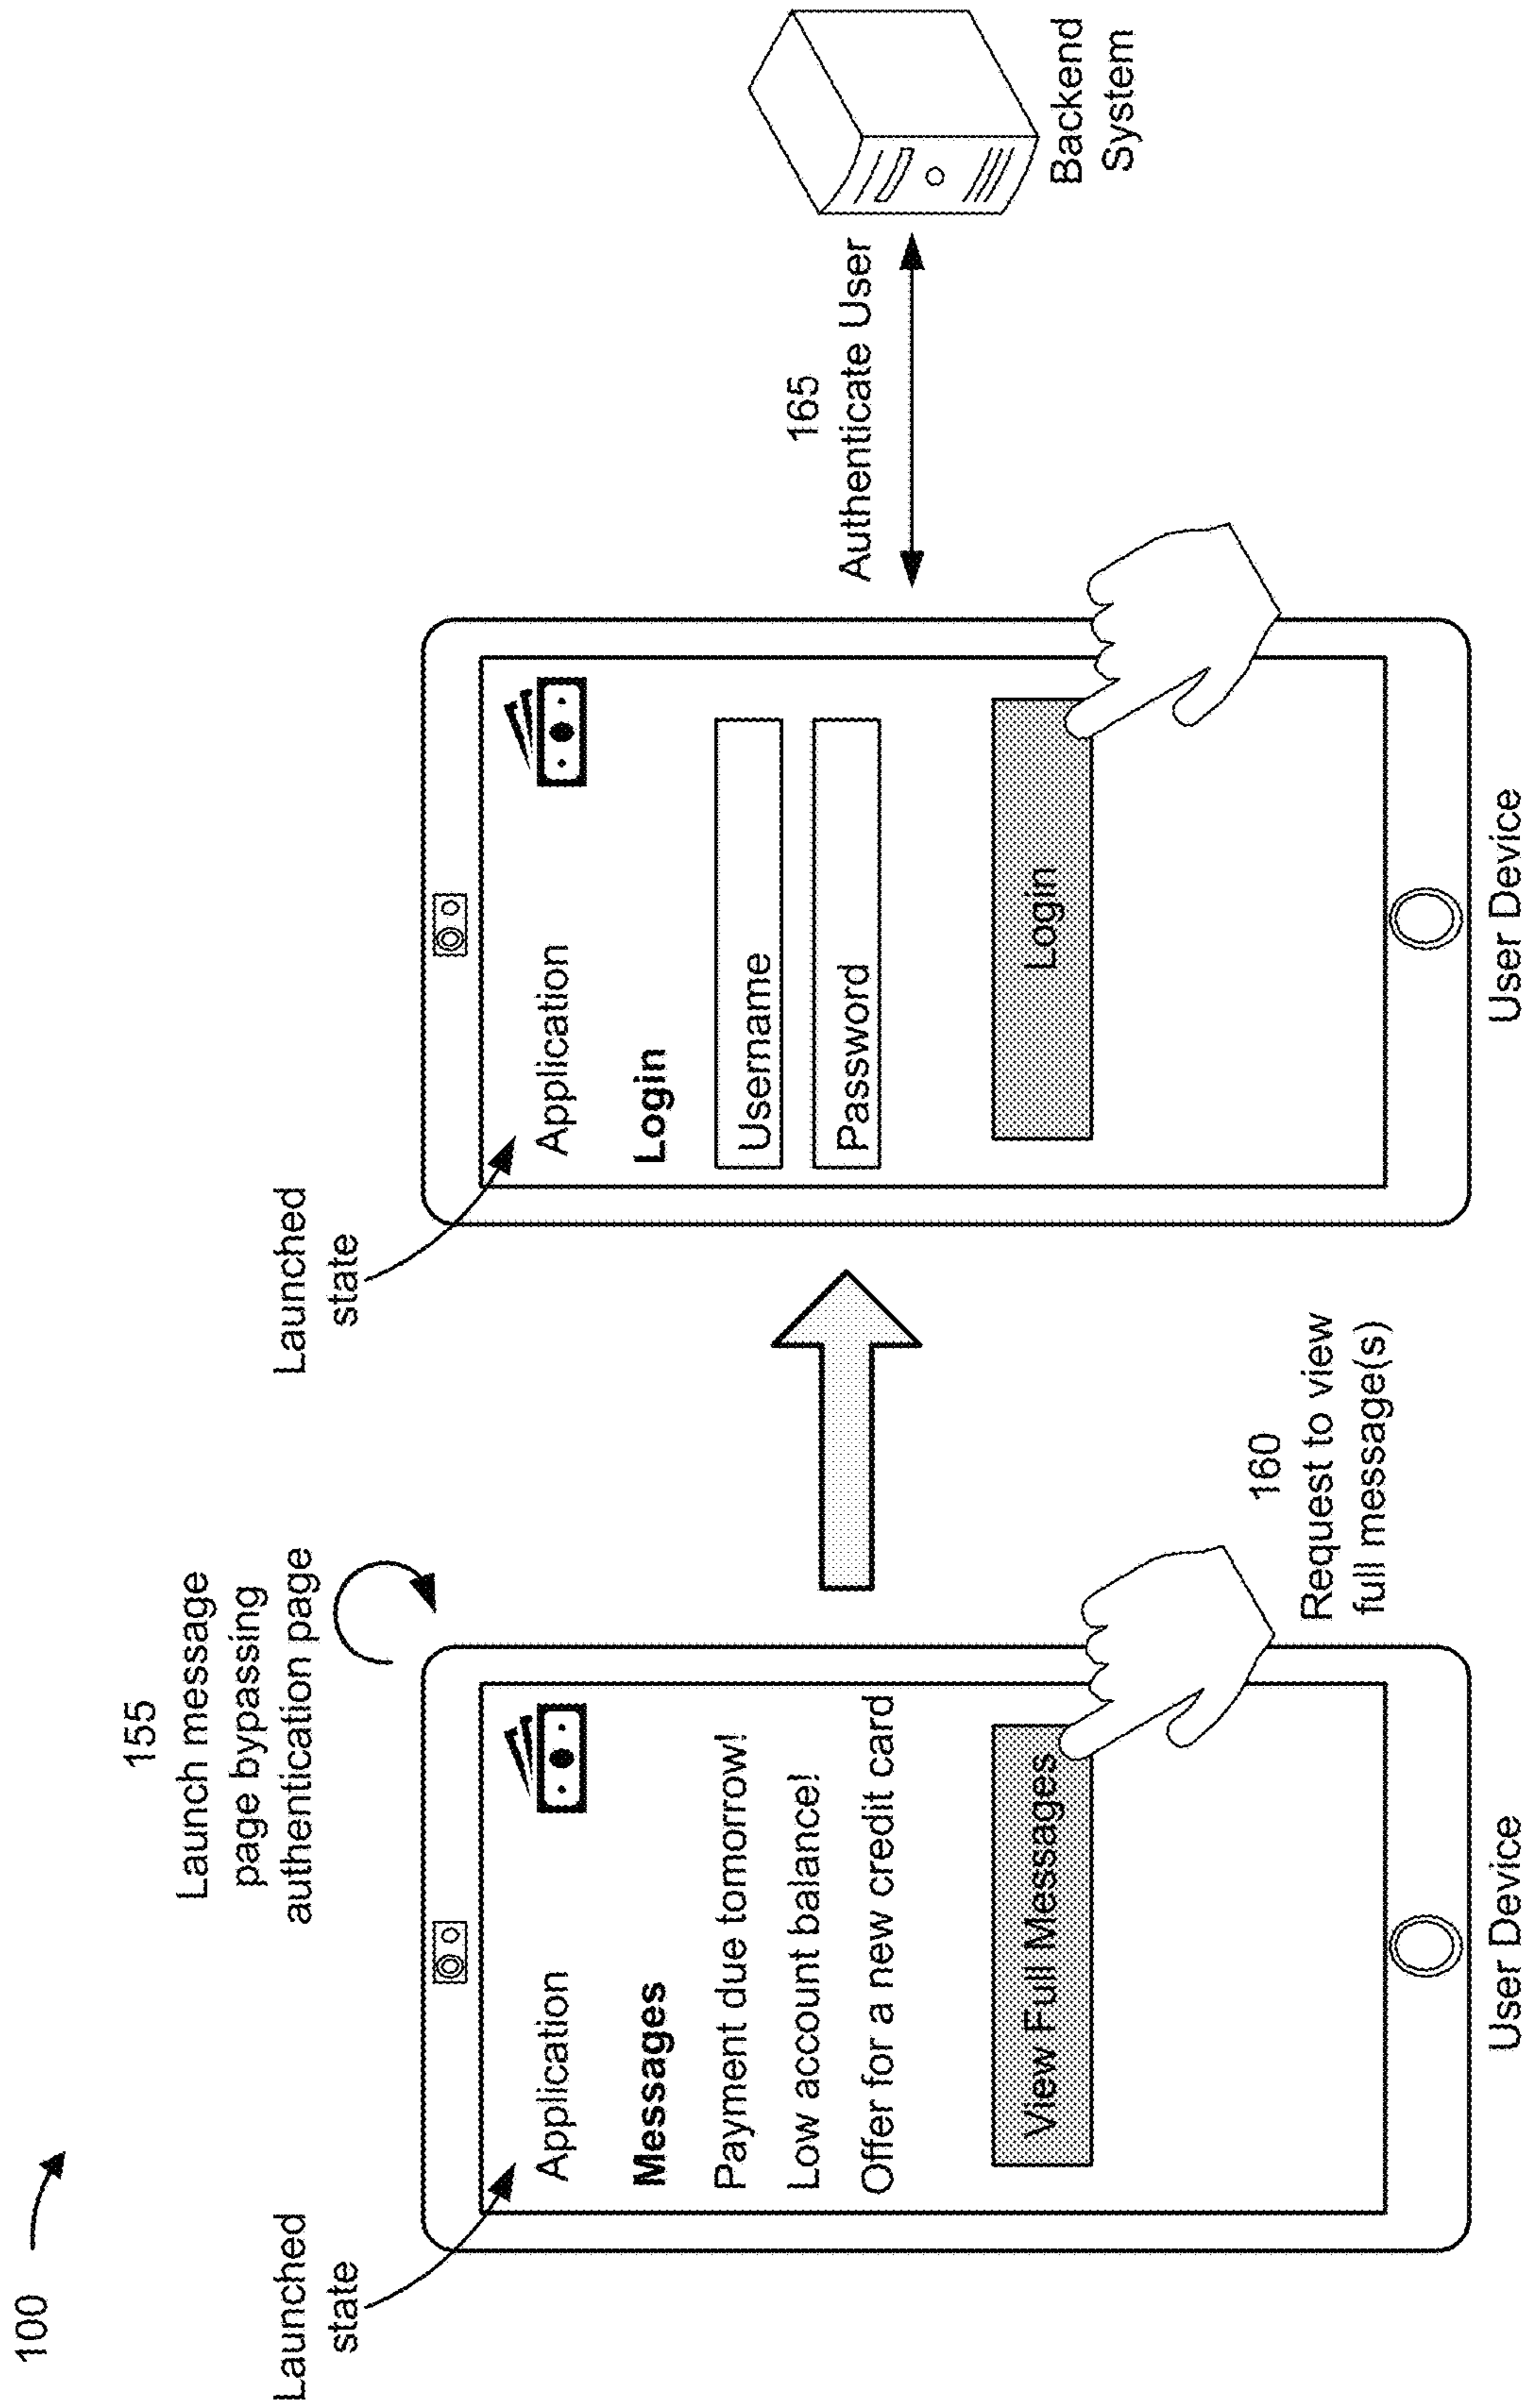 100
155
Launch message
page bypassing
authentication page
Launched
state
Application
Messages
Payment due tomorrow!
Low account balance!
Offer for a new credit card
View Full Messages
User Device
160
Request to view
full message(s)
Launched
state
Application
Login
Username
Password
Login
User Device
165
Authenticate User
Backend
System